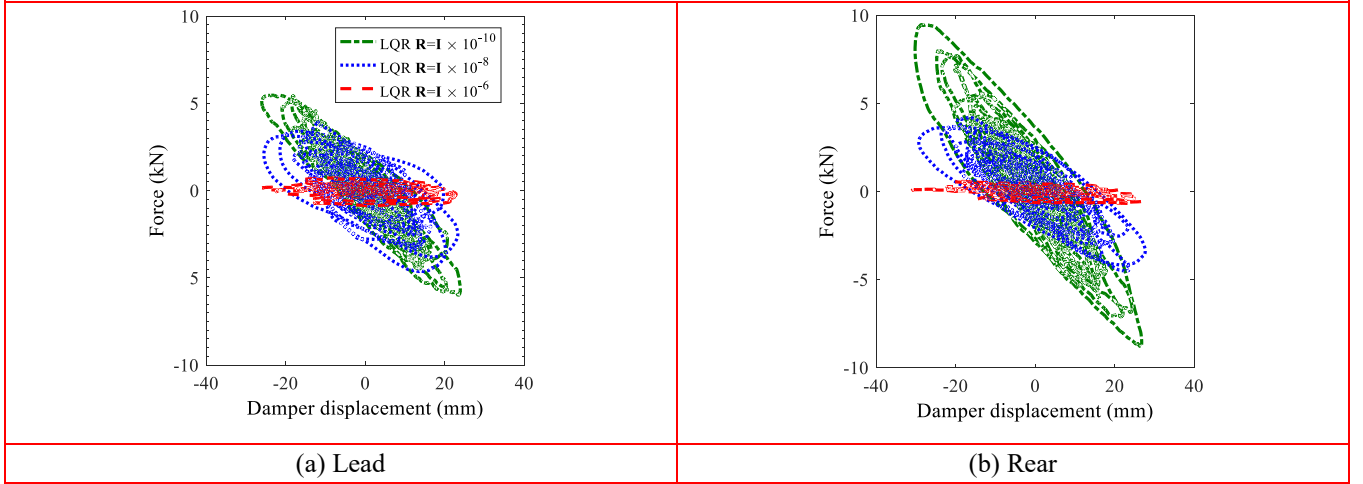 10
5
0
5
-10
-40
-20
0
20
40
Force (kN)
Damper displacement (mm)
LQR R=I × 10⁻¹⁰
LQR R=I × 10⁻⁸
LQR R=I × 10⁻⁶
(a) Lead
10
5
0
-5
-10
-40
-20
0
20
40
Force (kN)
Damper displacement (mm)
(b) Rear